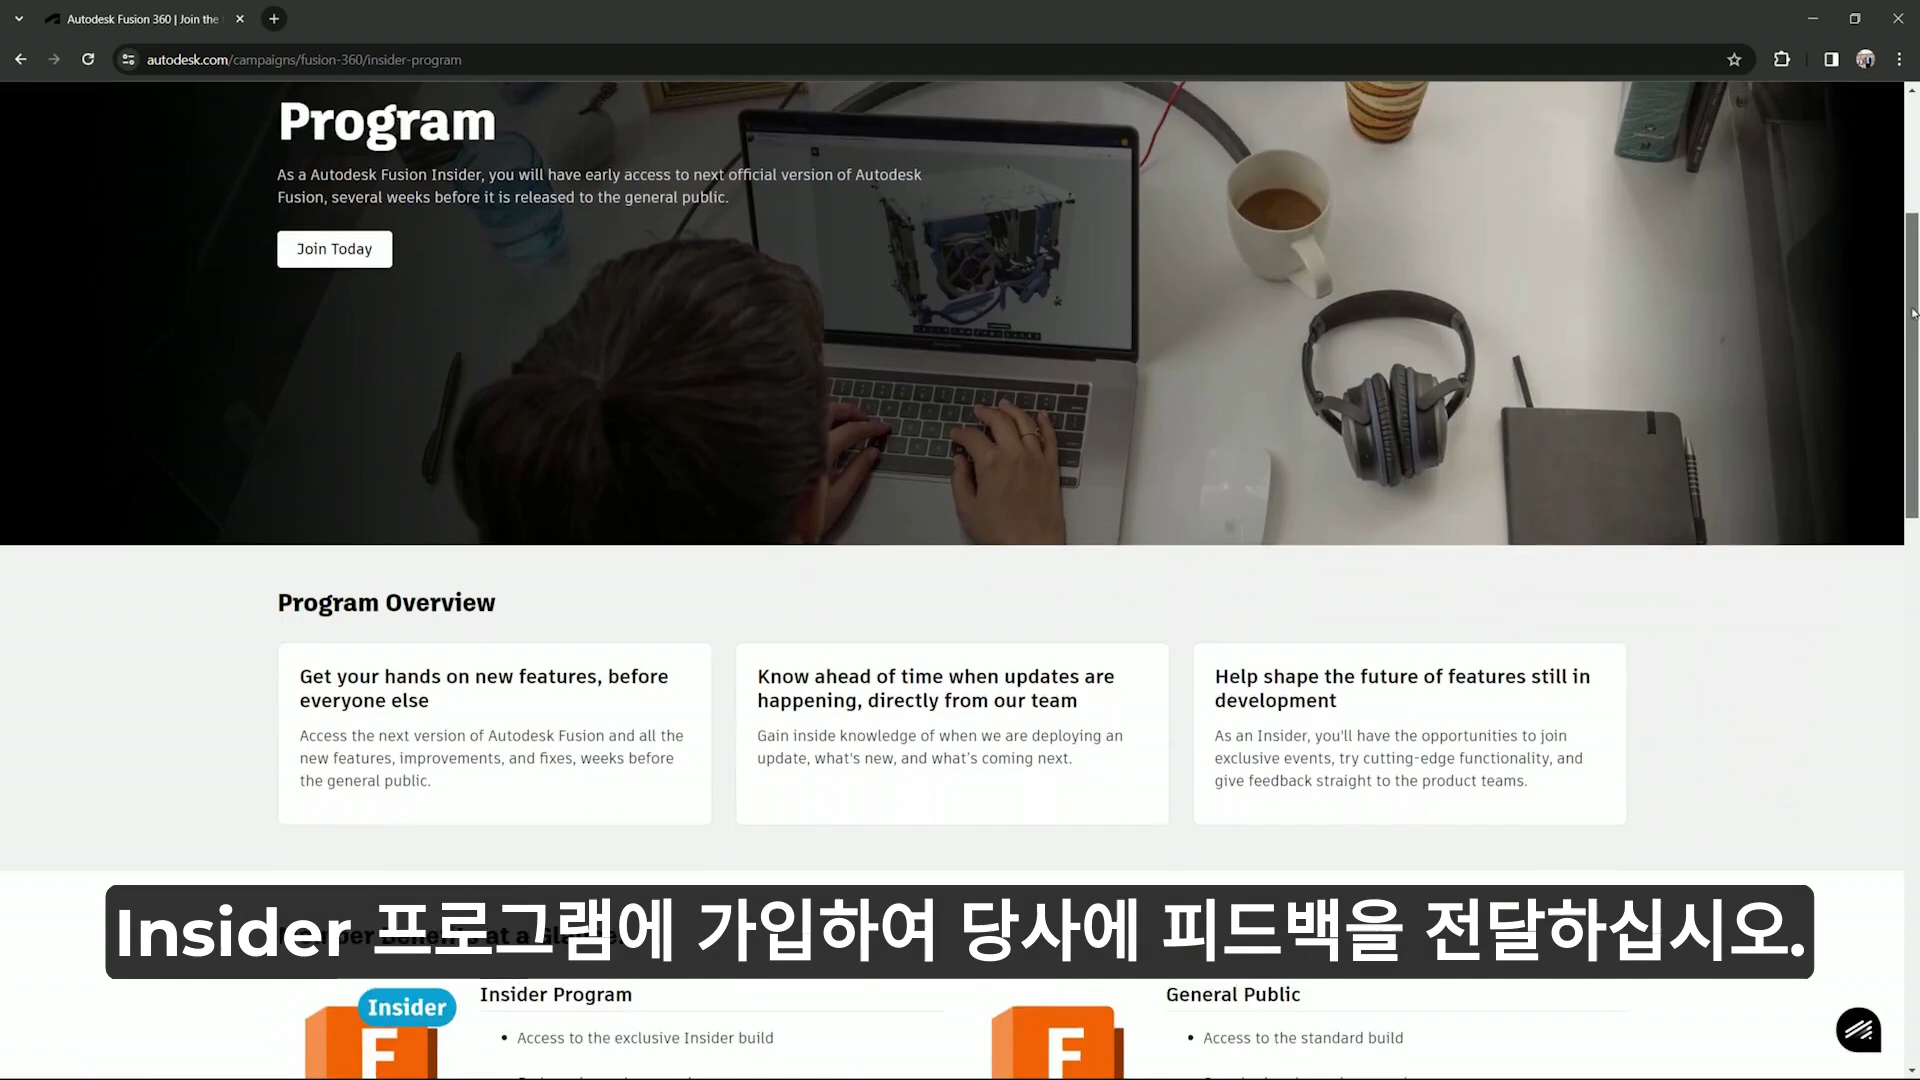 Autodesk Fusion 360 | Join the
autodesk.com/campaigns/fusion-360/insider-program
Program
As a Autodesk Fusion Insider, you will have early access to next official version of Autodesk
Fusion, several weeks before it is released to the general public.
Join Today
Program Overview
Get your hands on new features, before
everyone else
Access the next version of Autodesk Fusion and all the
new features, improvements, and fixes, weeks before
the general public.
Know ahead of time when updates are
happening, directly from our team
Gain inside knowledge of when we are deploying an
update, what's new, and what’s coming next.
Help shape the future of features still in
development
As an Insider, you'll have the opportunities to join
exclusive events, try cutting-edge functionality, and
give feedback straight to the product teams.
Insider 프로그램에 가입하여 당사에 피드백을 전달하십시오.
Insider
F
Insider Program
Access to the exclusive Insider build
F
General Public
Access to the standard build